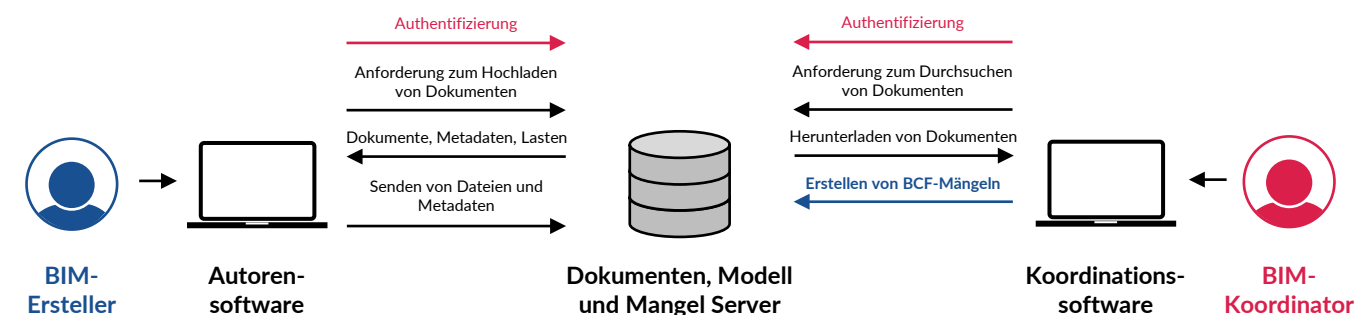 Authentifizierung
Anforderung zum Hochladen
von Dokumenten
Dokumente, Metadaten, Lasten
Senden von Dateien und
Metadaten
Authentifizierung
Anforderung zum Durchsuchen
von Dokumenten
Herunterladen von Dokumenten
Erstellen von BCF-Mängeln
BIM-
Ersteller
Autoren-
software
Dokumenten, Modell
und Mangel Server
Koordinations-
software
BIM-
Koordinator